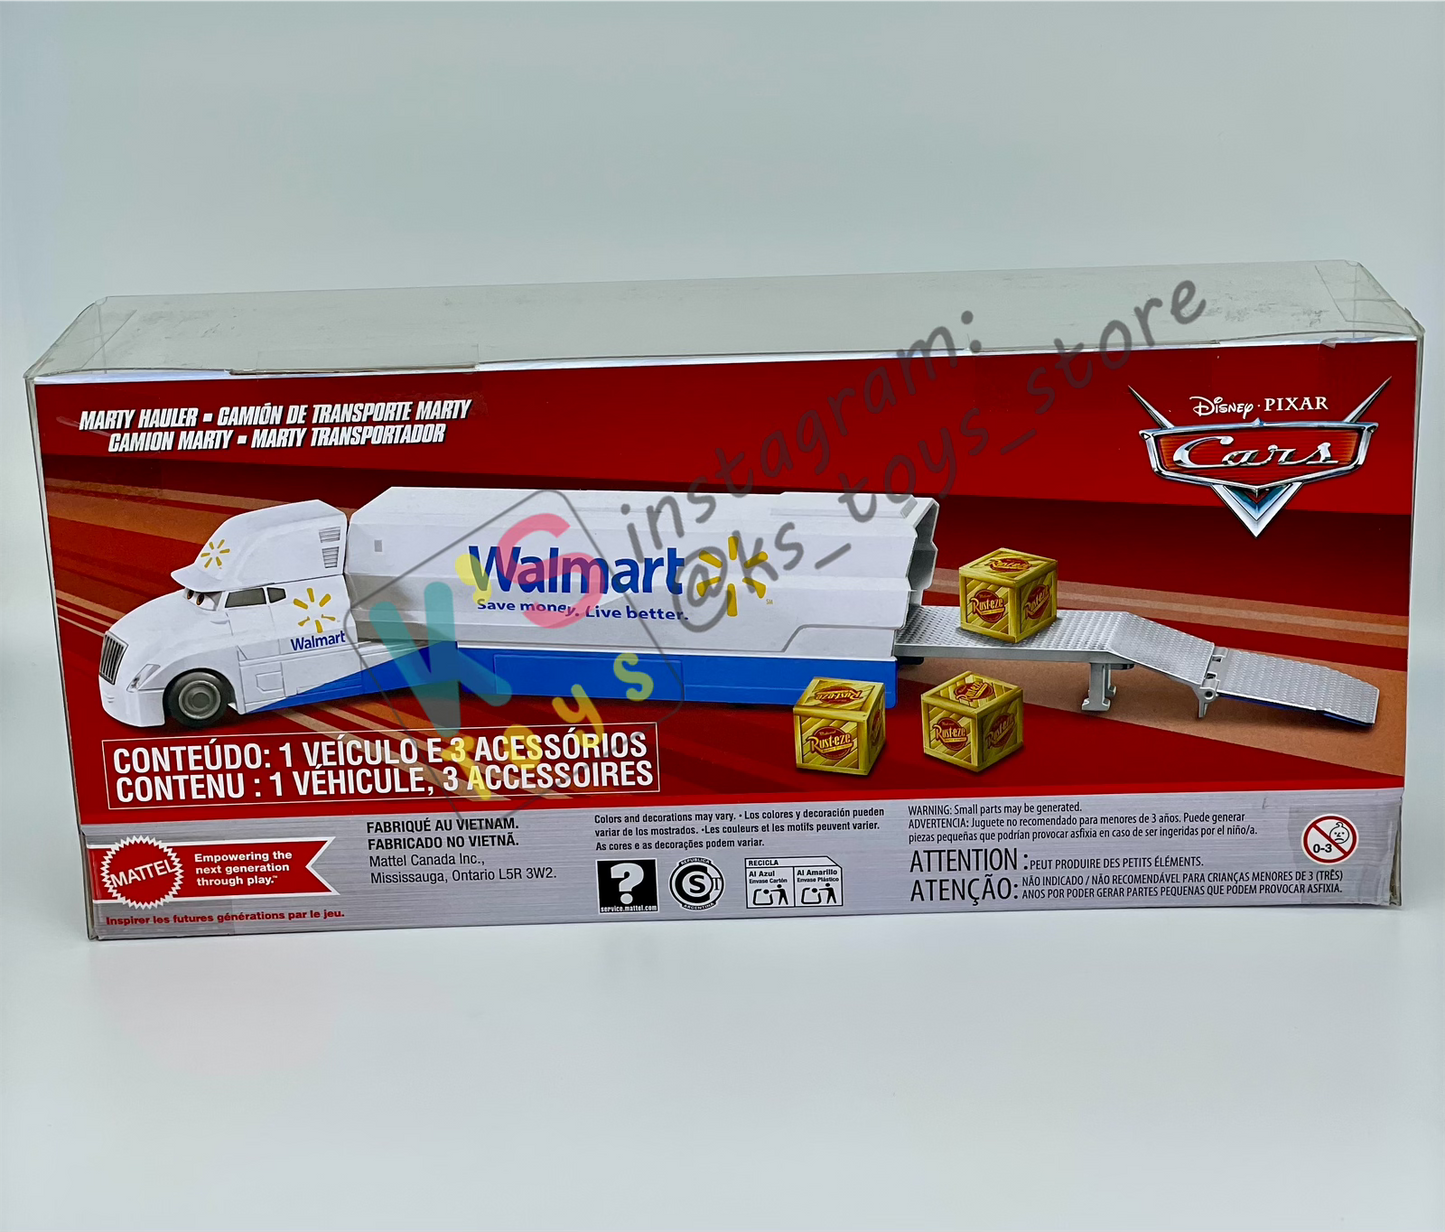 MARTY HAULER ▪ CAMIÓN DE TRANSPORTE MARTY
CAMION MARTY ▪ MARTY TRANSPORTADOR
Disney · PIXAR
Cars
instagram:
@ks_toys_store
K'S
Toys
Walmart
Save money. Live better.
SM
Walmart
Rust-eze
Rust-eze
Rust-eze
CONTEÚDO: 1 VEÍCULO E 3 ACESSÓRIOS
CONTENU : 1 VÉHICULE, 3 ACCESSOIRES
MATTEL
Empowering the
next generation
through play.™
Inspirer les futures générations par le jeu.
FABRIQUÉ AU VIETNAM.
FABRICADO NO VIETNÃ.
Mattel Canada Inc.,
Mississauga, Ontario L5R 3W2.
Colors and decorations may vary. • Los colores y decoración pueden
variar de los mostrados. •Les couleurs et les motifs peuvent varier.
As cores e as decorações podem variar.
?
service.mattel.com
REPUBLICA
S
T
ARGENTINA
RECICLA
Al Azul
Envase Cartón
Al Amarillo
Envase Plástico
WARNING: Small parts may be generated.
ADVERTENCIA: Juguete no recomendado para menores de 3 años. Puede generar
piezas pequeñas que podrían provocar asfixia en caso de ser ingeridas por el niño/a.
ATTENTION : PEUT PRODUIRE DES PETITS ÉLÉMENTS.
ATENÇÃO: NÃO INDICADO / NÃO RECOMENDÁVEL PARA CRIANÇAS MENORES DE 3 (TRÊS)
ANOS POR PODER GERAR PARTES PEQUENAS QUE PODEM PROVOCAR ASFIXIA.
0-3